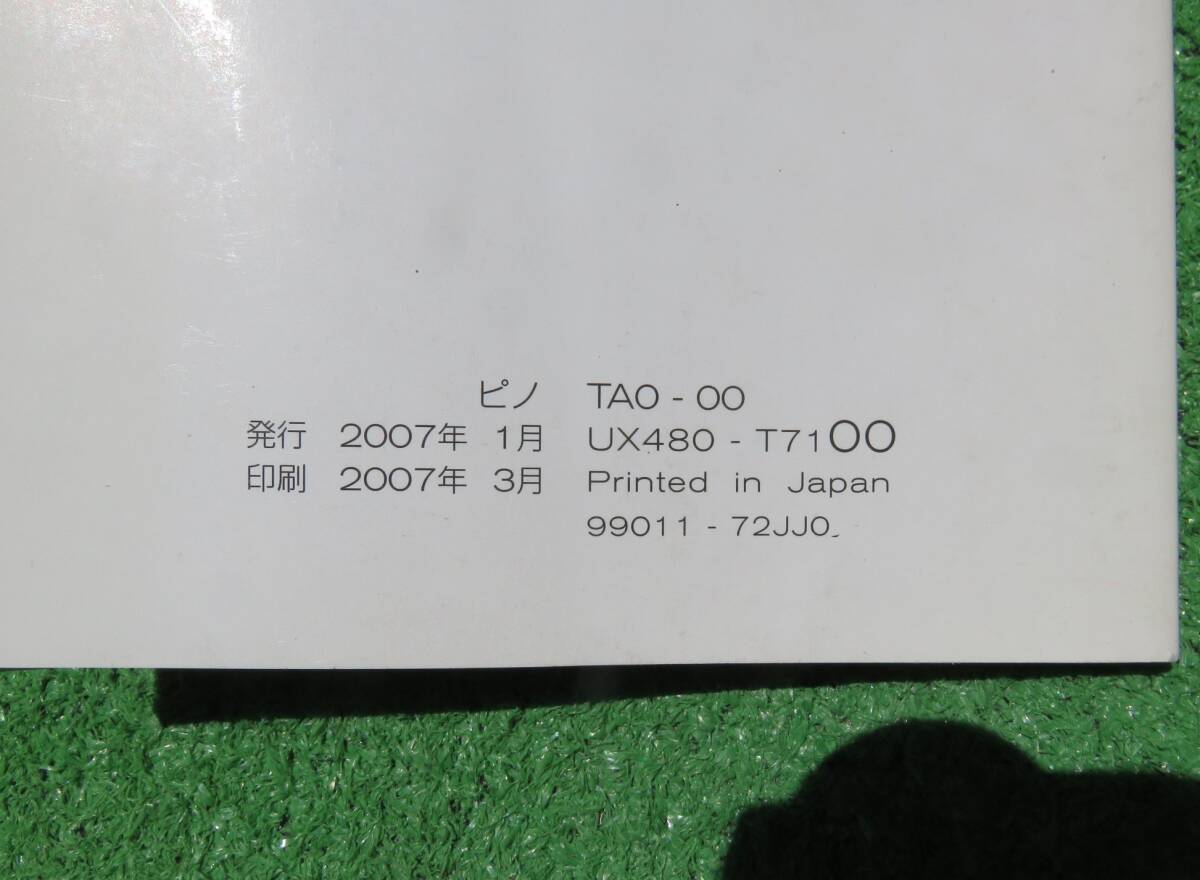 ピノ TA0 - 00
発行 2007年 1月 UX480 - T7100
印刷 2007年 3月 Printed in Japan
99011 - 72JJ0